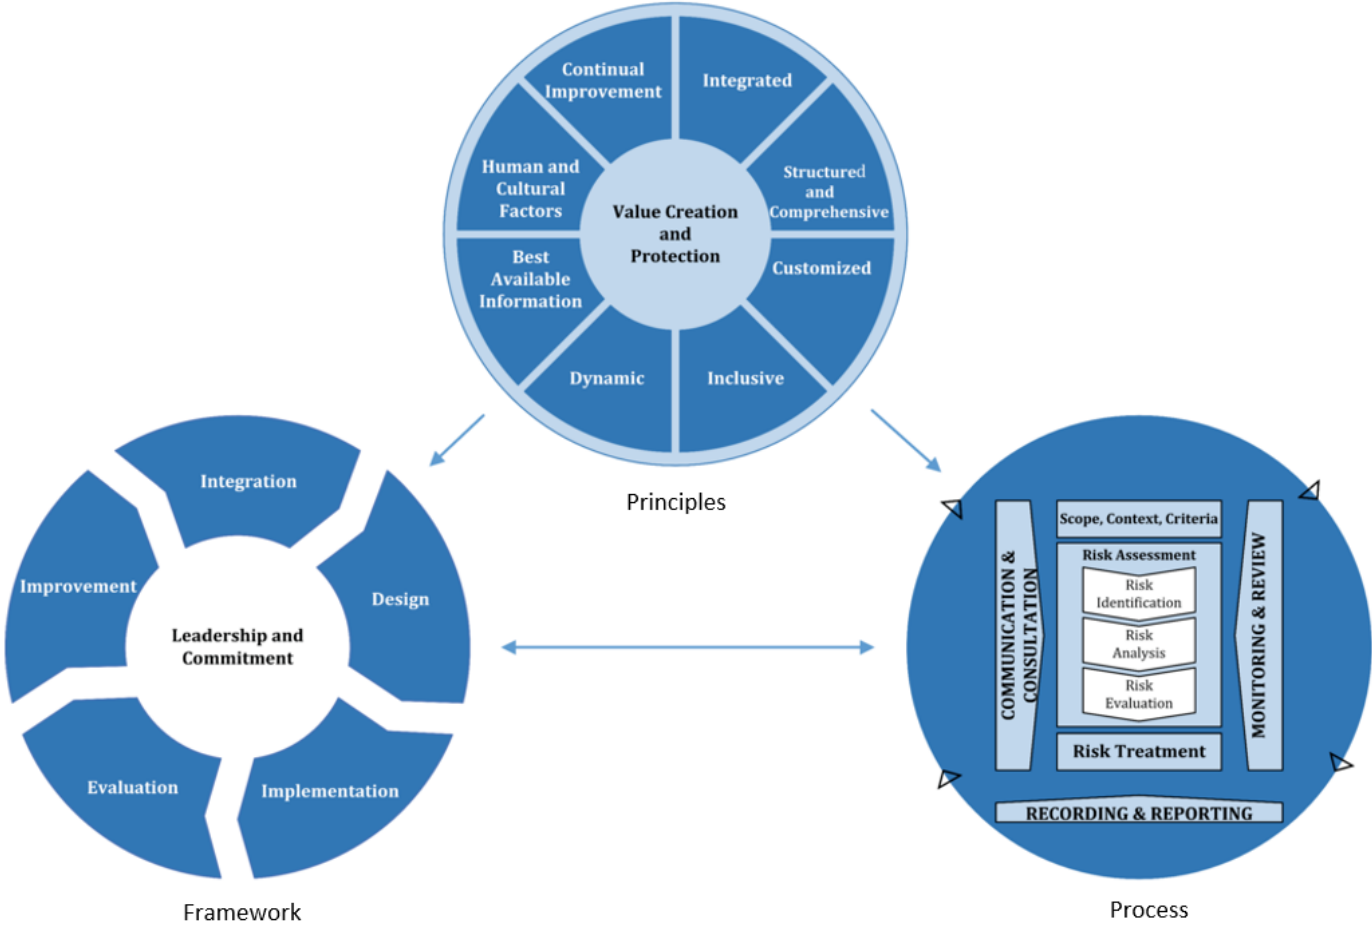 Continual
Improvement
Integrated
Structured
and
Comprehensive
Customized
Inclusive
Dynamic
Best
Available
Information
Human and
Cultural
Factors
Value Creation
and
Protection
Principles
Integration
Design
Implementation
Evaluation
Improvement
Leadership and
Commitment
Framework
COMMUNICATION &
CONSULTATION
Scope, Context, Criteria
Risk Assessment
Risk
Identification
Risk
Analysis
Risk
Evaluation
Risk Treatment
MONITORING & REVIEW
RECORDING & REPORTING
Process